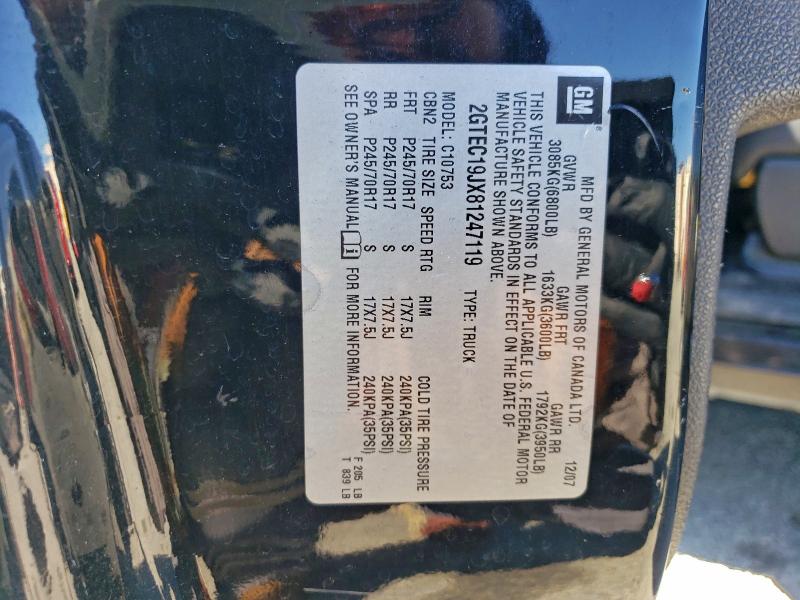 GM
MFD BY GENERAL MOTORS OF CANADA LTD.
12/07
GVWR GAWR FRT GAWR RR
3085KG(6800LB) 1633KG(3600LB) 1792KG(3950LB)
THIS VEHICLE CONFORMS TO ALL APPLICABLE U.S. FEDERAL MOTOR
VEHICLE SAFETY STANDARDS IN EFFECT ON THE DATE OF
MANUFACTURE SHOWN ABOVE.
2GTEC19JX81247119 TYPE: TRUCK
MODEL: C10753
CBN2 TIRE SIZE SPEED RTG RIM COLD TIRE PRESSURE
FRT P245/70R17 S 17X7.5J 240KPA(35PSI)
RR P245/70R17 S 17X7.5J 240KPA(35PSI)
SPA P245/70R17 S 17X7.5J 240KPA(35PSI)
SEE OWNER'S MANUAL FOR MORE INFORMATION.
F 205 LB
T 839 LB